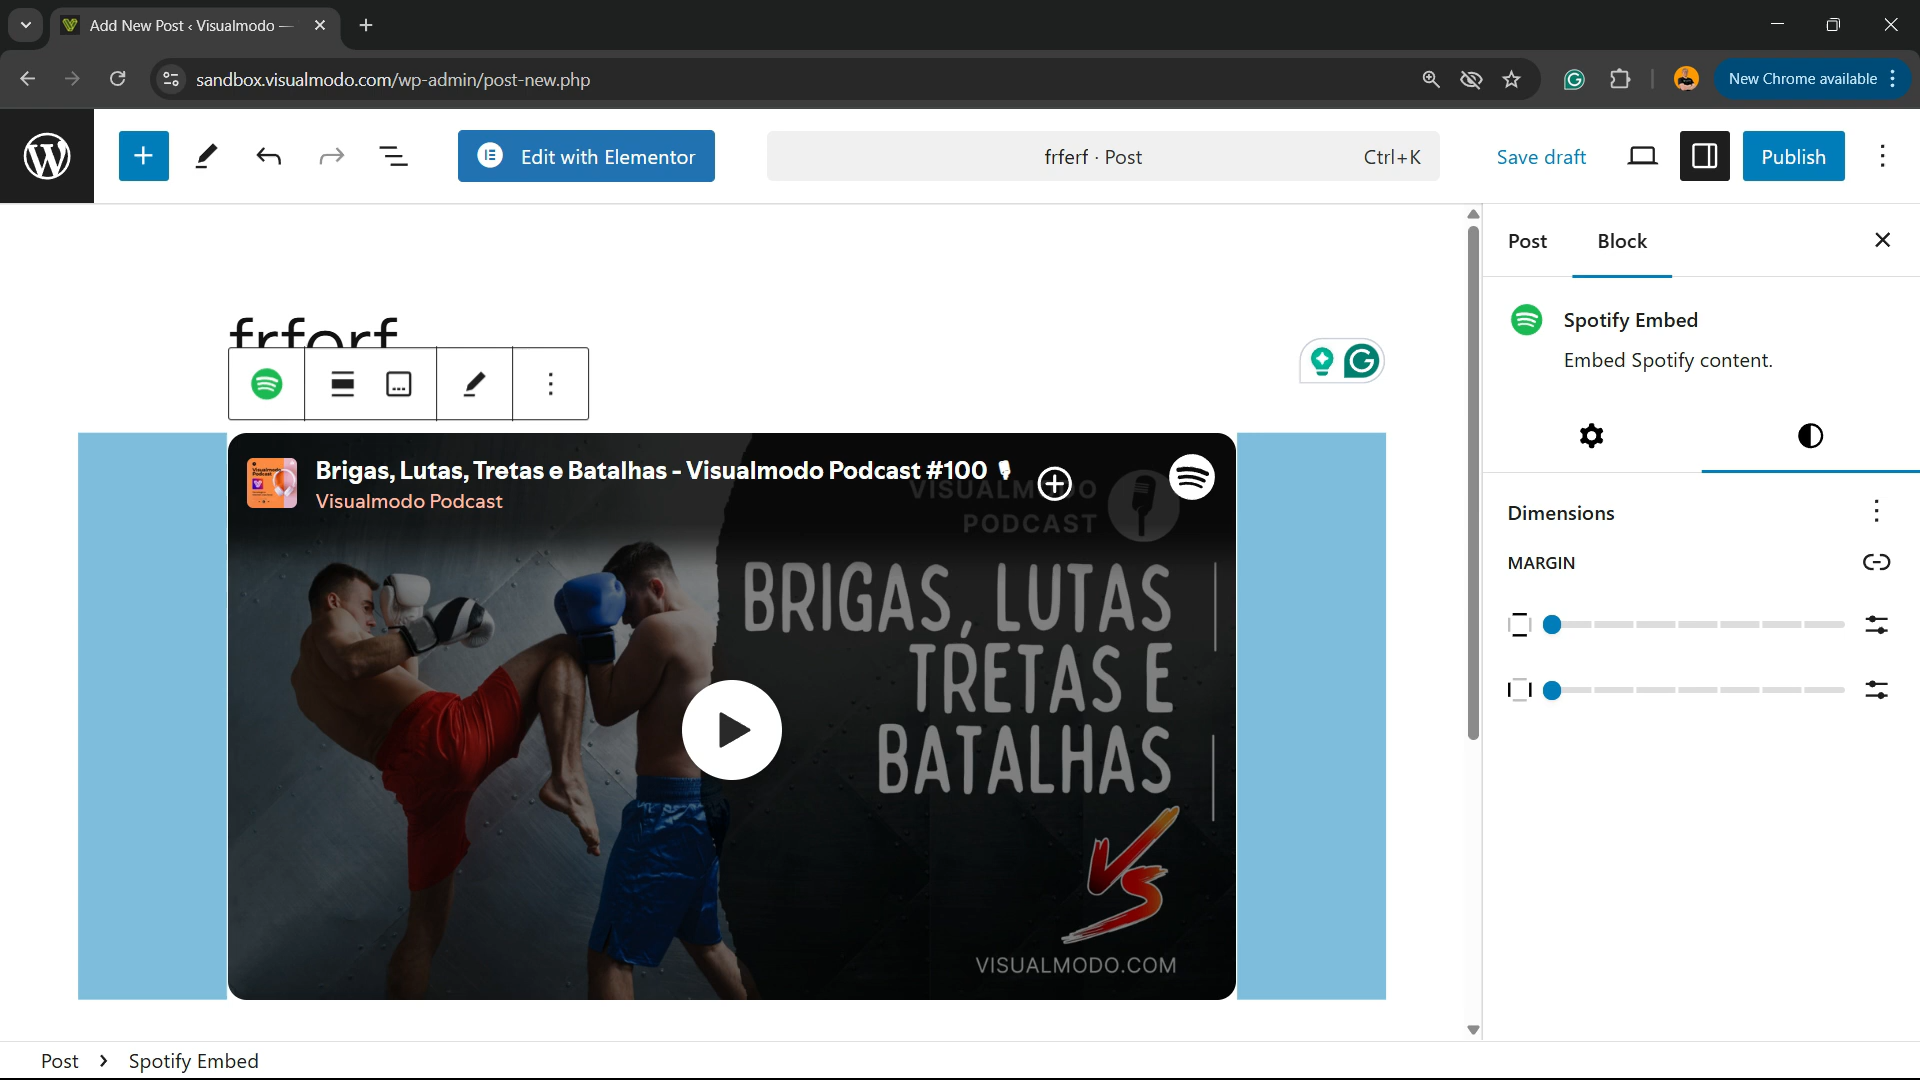 Add New Post ‹ Visualmodo —
sandbox.visualmodo.com/wp-admin/post-new.php
New Chrome available
Edit with Elementor
frferf · Post
Ctrl+K
Save draft
Publish
Post
Block
Spotify Embed
Embed Spotify content.
frferf
Brigas, Lutas, Tretas e Batalhas - Visualmodo Podcast #100
Visualmodo Podcast
VISUALMODO
PODCAST
BRIGAS, LUTAS
TRETAS E
BATALHAS
VS
VISUALMODO.COM
Dimensions
MARGIN
Post
Spotify Embed